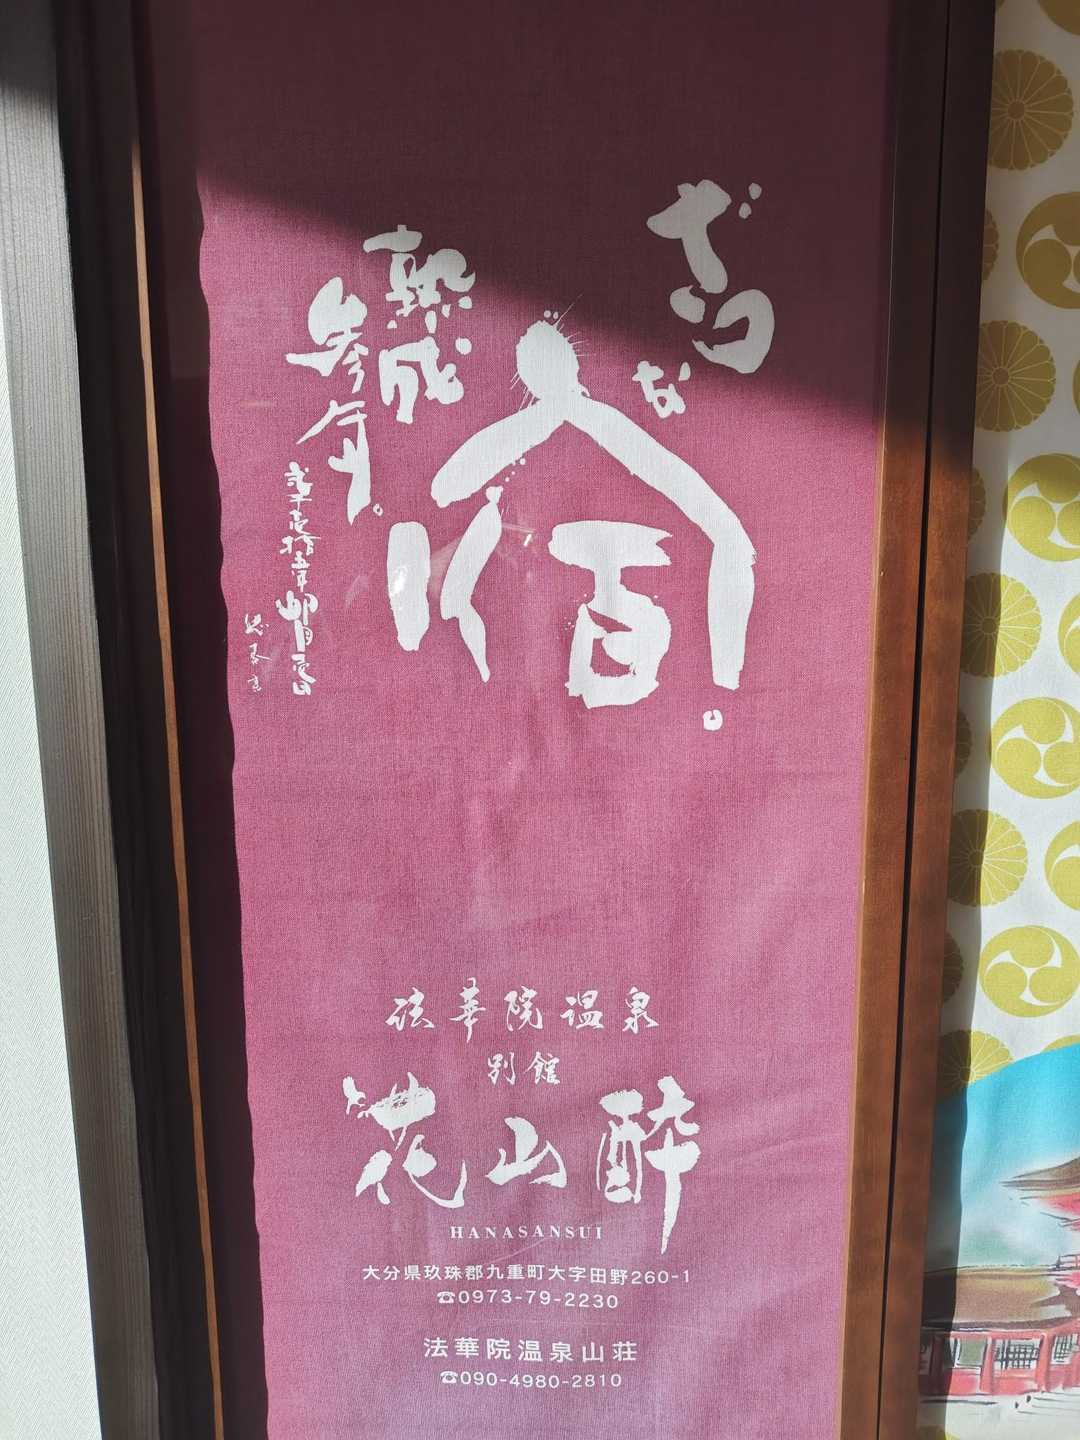 ぜつ
な
宿。
熟成
参年。
法華院温泉
別館
花山酔
HANASANSUI
大分県玖珠郡九重町大字田野260-1
☎0973-79-2230
法華院温泉山荘
☎090-4980-2810